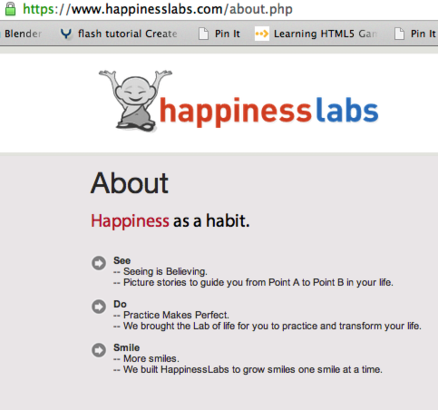 https://www.happinesslabs.com/about.php
Blender flash tutorial Create Pin It Learning HTML5 Gam Pin It
happinesslabs
About
Happiness as a habit.
See
-- Seeing is Believing.
-- Picture stories to guide you from Point A to Point B in your life.
Do
-- Practice Makes Perfect.
-- We brought the Lab of life for you to practice and transform your life.
Smile
-- More smiles.
-- We built HappinessLabs to grow smiles one smile at a time.